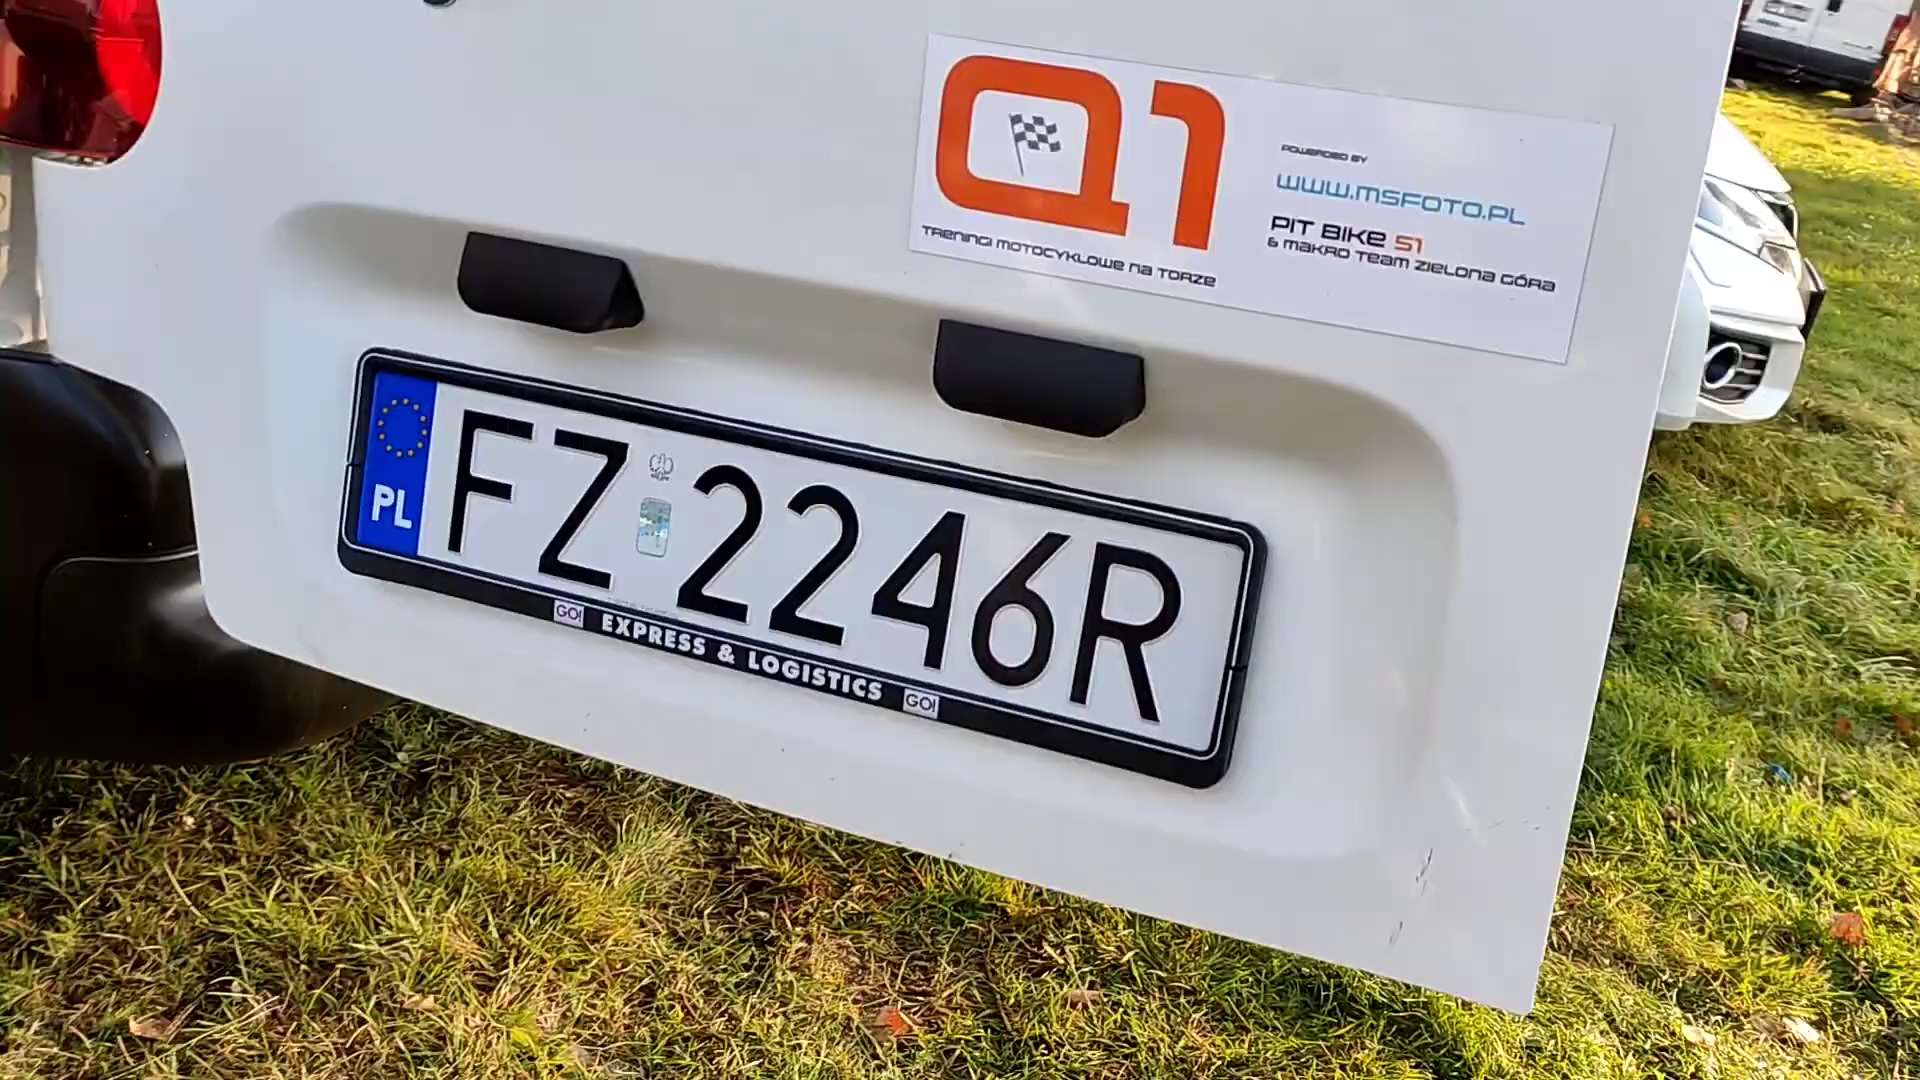 Q1
TRENINGI MOTOCYKLOWE NA TORZE
POWERED BY
WWW.MSFOTO.PL
PIT BIKE S1
& MAKRO TEAM ZIELONA GÓRA
PL
FZ 2246R
GO! EXPRESS & LOGISTICS GO!